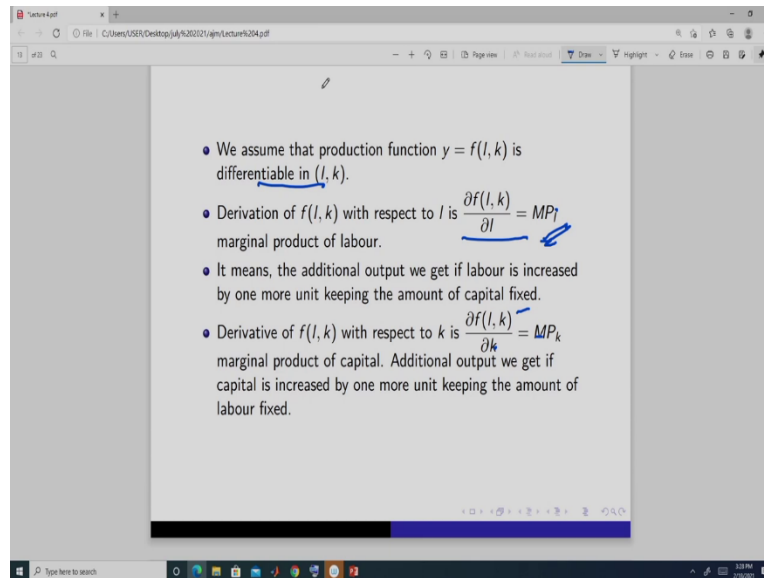 "Lecture 4.pdf
File | C:/Users/USER/Desktop/july%202021/ajm/Lecture%204.pdf
13 of 23 Page view | Read aloud | Draw Highlight Erase
• We assume that production function y = f(l, k) is
differentiable in (l, k).
• Derivation of f(l, k) with respect to l is ∂f(l, k)/∂l = MPl
marginal product of labour.
• It means, the additional output we get if labour is increased
by one more unit keeping the amount of capital fixed.
• Derivative of f(l, k) with respect to k is ∂f(l, k)/∂k = MPk
marginal product of capital. Additional output we get if
capital is increased by one more unit keeping the amount of
labour fixed.
Type here to search
3:28 PM